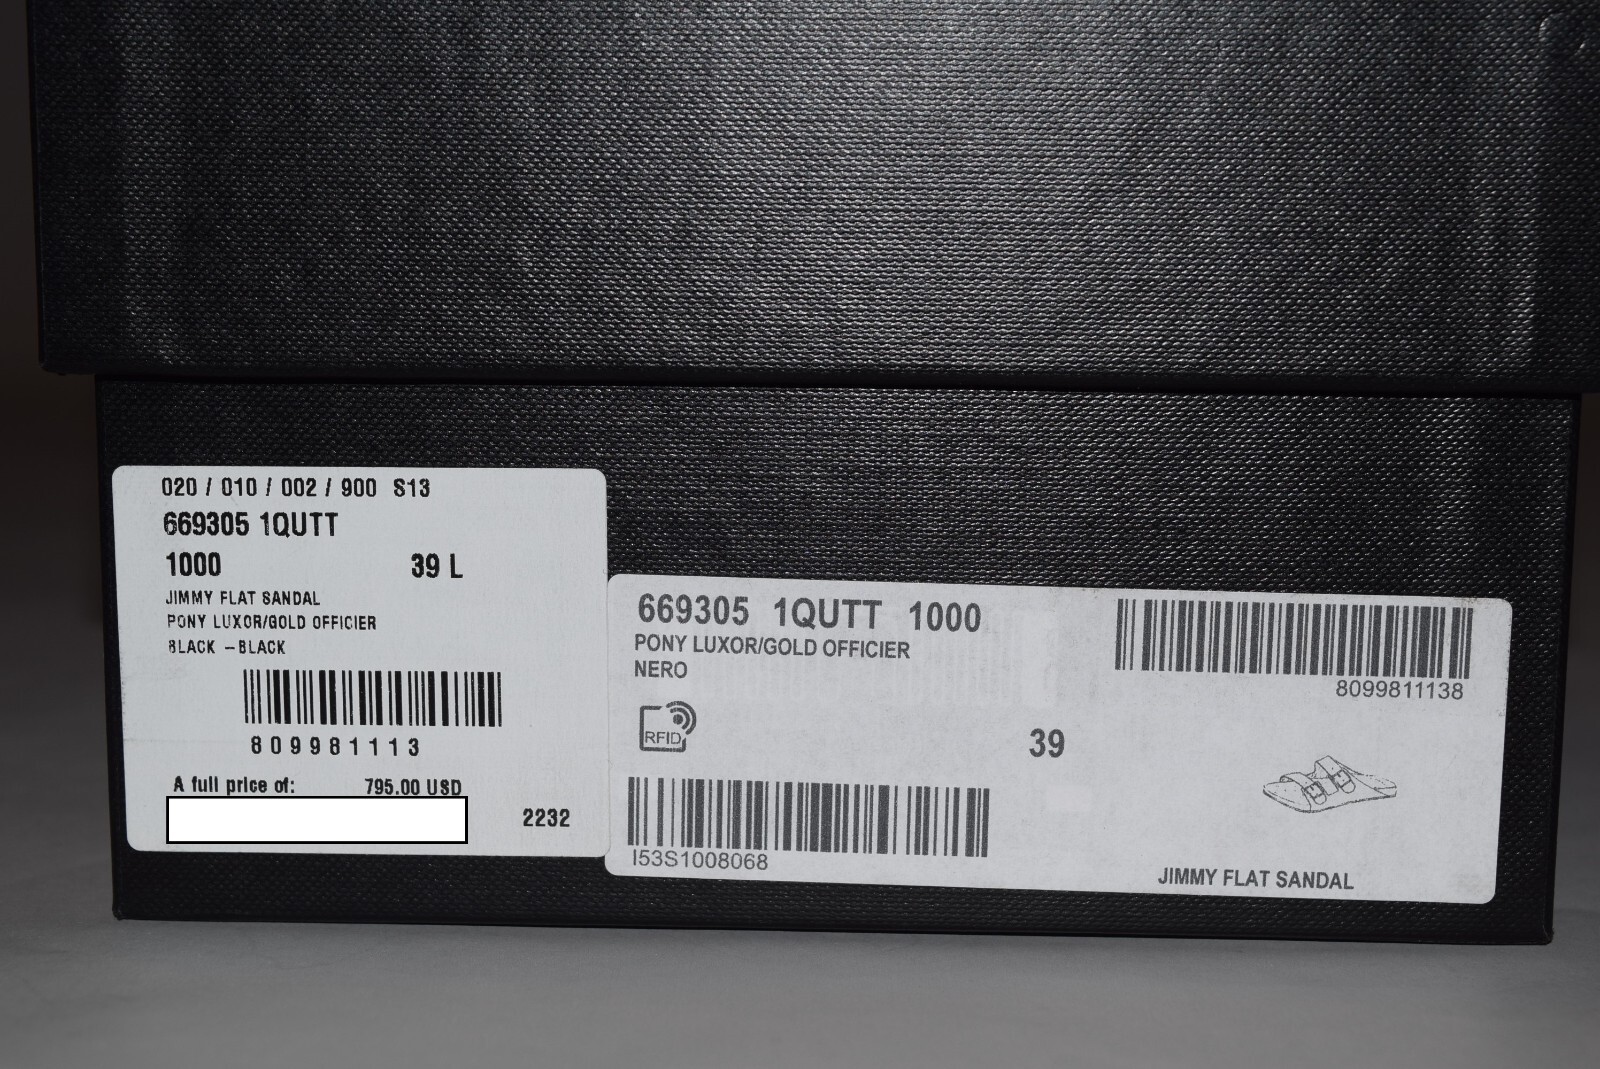 020 / 010 / 002 / 900 S13
669305 1QUTT
1000 39 L
JIMMY FLAT SANDAL
PONY LUXOR/GOLD OFFICIER
BLACK -BLACK
809981113
A full price of: 795.00 USD
2232
669305 1QUTT 1000
PONY LUXOR/GOLD OFFICIER
NERO
8099811138
RFID
39
I53S1008068
JIMMY FLAT SANDAL